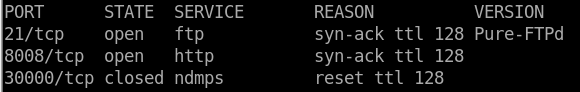 PORT      STATE  SERVICE       REASON          VERSION
21/tcp    open   ftp           syn-ack ttl 128 Pure-FTPd
8008/tcp  open   http          syn-ack ttl 128
30000/tcp closed ndmps         reset ttl 128